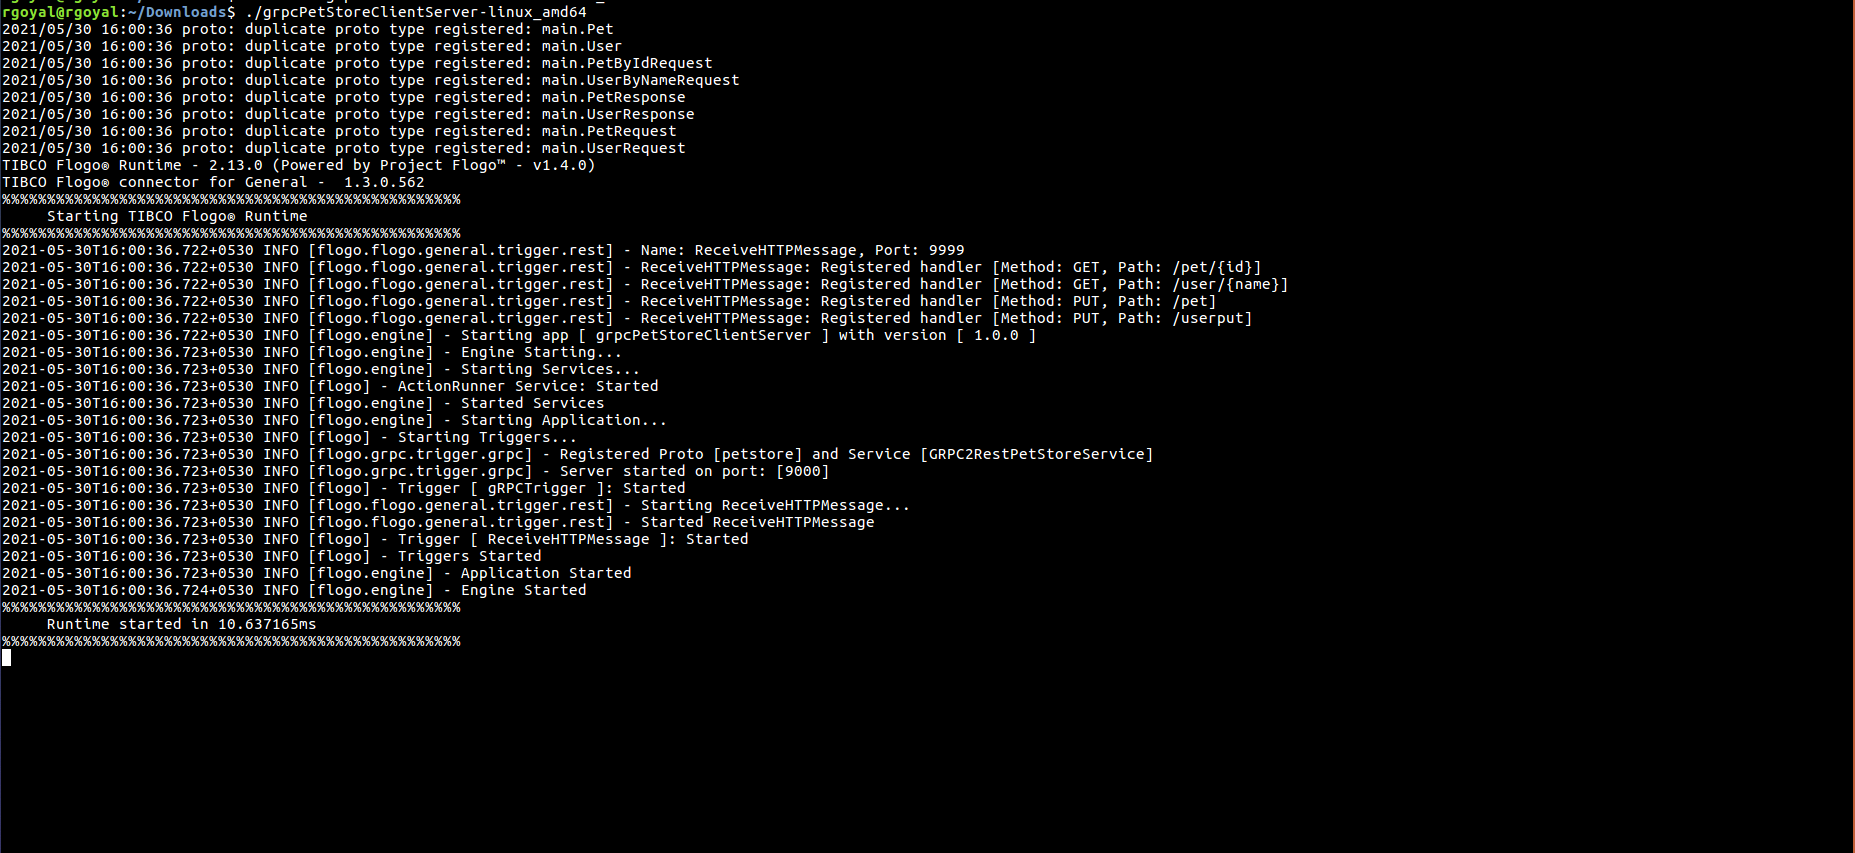 rgoyal@rgoyal:~/Downloads$ ./grpcPetStoreClientServer-linux_amd64
2021/05/30 16:00:36 proto: duplicate proto type registered: main.Pet
2021/05/30 16:00:36 proto: duplicate proto type registered: main.User
2021/05/30 16:00:36 proto: duplicate proto type registered: main.PetByIdRequest
2021/05/30 16:00:36 proto: duplicate proto type registered: main.UserByNameRequest
2021/05/30 16:00:36 proto: duplicate proto type registered: main.PetResponse
2021/05/30 16:00:36 proto: duplicate proto type registered: main.UserResponse
2021/05/30 16:00:36 proto: duplicate proto type registered: main.PetRequest
2021/05/30 16:00:36 proto: duplicate proto type registered: main.UserRequest
TIBCO Flogo® Runtime - 2.13.0 (Powered by Project Flogo™ - v1.4.0)
TIBCO Flogo® connector for General -  1.3.0.562
%%%%%%%%%%%%%%%%%%%%%%%%%%%%%%%%%%%%%%%%%%%%%%%%%%%
     Starting TIBCO Flogo® Runtime
%%%%%%%%%%%%%%%%%%%%%%%%%%%%%%%%%%%%%%%%%%%%%%%%%%%
2021-05-30T16:00:36.722+0530 INFO [flogo.flogo.general.trigger.rest] - Name: ReceiveHTTPMessage, Port: 9999
2021-05-30T16:00:36.722+0530 INFO [flogo.flogo.general.trigger.rest] - ReceiveHTTPMessage: Registered handler [Method: GET, Path: /pet/{id}]
2021-05-30T16:00:36.722+0530 INFO [flogo.flogo.general.trigger.rest] - ReceiveHTTPMessage: Registered handler [Method: GET, Path: /user/{name}]
2021-05-30T16:00:36.722+0530 INFO [flogo.flogo.general.trigger.rest] - ReceiveHTTPMessage: Registered handler [Method: PUT, Path: /pet]
2021-05-30T16:00:36.722+0530 INFO [flogo.flogo.general.trigger.rest] - ReceiveHTTPMessage: Registered handler [Method: PUT, Path: /userput]
2021-05-30T16:00:36.722+0530 INFO [flogo.engine] - Starting app [ grpcPetStoreClientServer ] with version [ 1.0.0 ]
2021-05-30T16:00:36.723+0530 INFO [flogo.engine] - Engine Starting...
2021-05-30T16:00:36.723+0530 INFO [flogo.engine] - Starting Services...
2021-05-30T16:00:36.723+0530 INFO [flogo] - ActionRunner Service: Started
2021-05-30T16:00:36.723+0530 INFO [flogo.engine] - Started Services
2021-05-30T16:00:36.723+0530 INFO [flogo.engine] - Starting Application...
2021-05-30T16:00:36.723+0530 INFO [flogo] - Starting Triggers...
2021-05-30T16:00:36.723+0530 INFO [flogo.grpc.trigger.grpc] - Registered Proto [petstore] and Service [GRPC2RestPetStoreService]
2021-05-30T16:00:36.723+0530 INFO [flogo.grpc.trigger.grpc] - Server started on port: [9000]
2021-05-30T16:00:36.723+0530 INFO [flogo] - Trigger [ gRPCTrigger ]: Started
2021-05-30T16:00:36.723+0530 INFO [flogo.flogo.general.trigger.rest] - Starting ReceiveHTTPMessage...
2021-05-30T16:00:36.723+0530 INFO [flogo.flogo.general.trigger.rest] - Started ReceiveHTTPMessage
2021-05-30T16:00:36.723+0530 INFO [flogo] - Trigger [ ReceiveHTTPMessage ]: Started
2021-05-30T16:00:36.723+0530 INFO [flogo] - Triggers Started
2021-05-30T16:00:36.723+0530 INFO [flogo.engine] - Application Started
2021-05-30T16:00:36.724+0530 INFO [flogo.engine] - Engine Started
%%%%%%%%%%%%%%%%%%%%%%%%%%%%%%%%%%%%%%%%%%%%%%%%%%%
     Runtime started in 10.637165ms
%%%%%%%%%%%%%%%%%%%%%%%%%%%%%%%%%%%%%%%%%%%%%%%%%%%